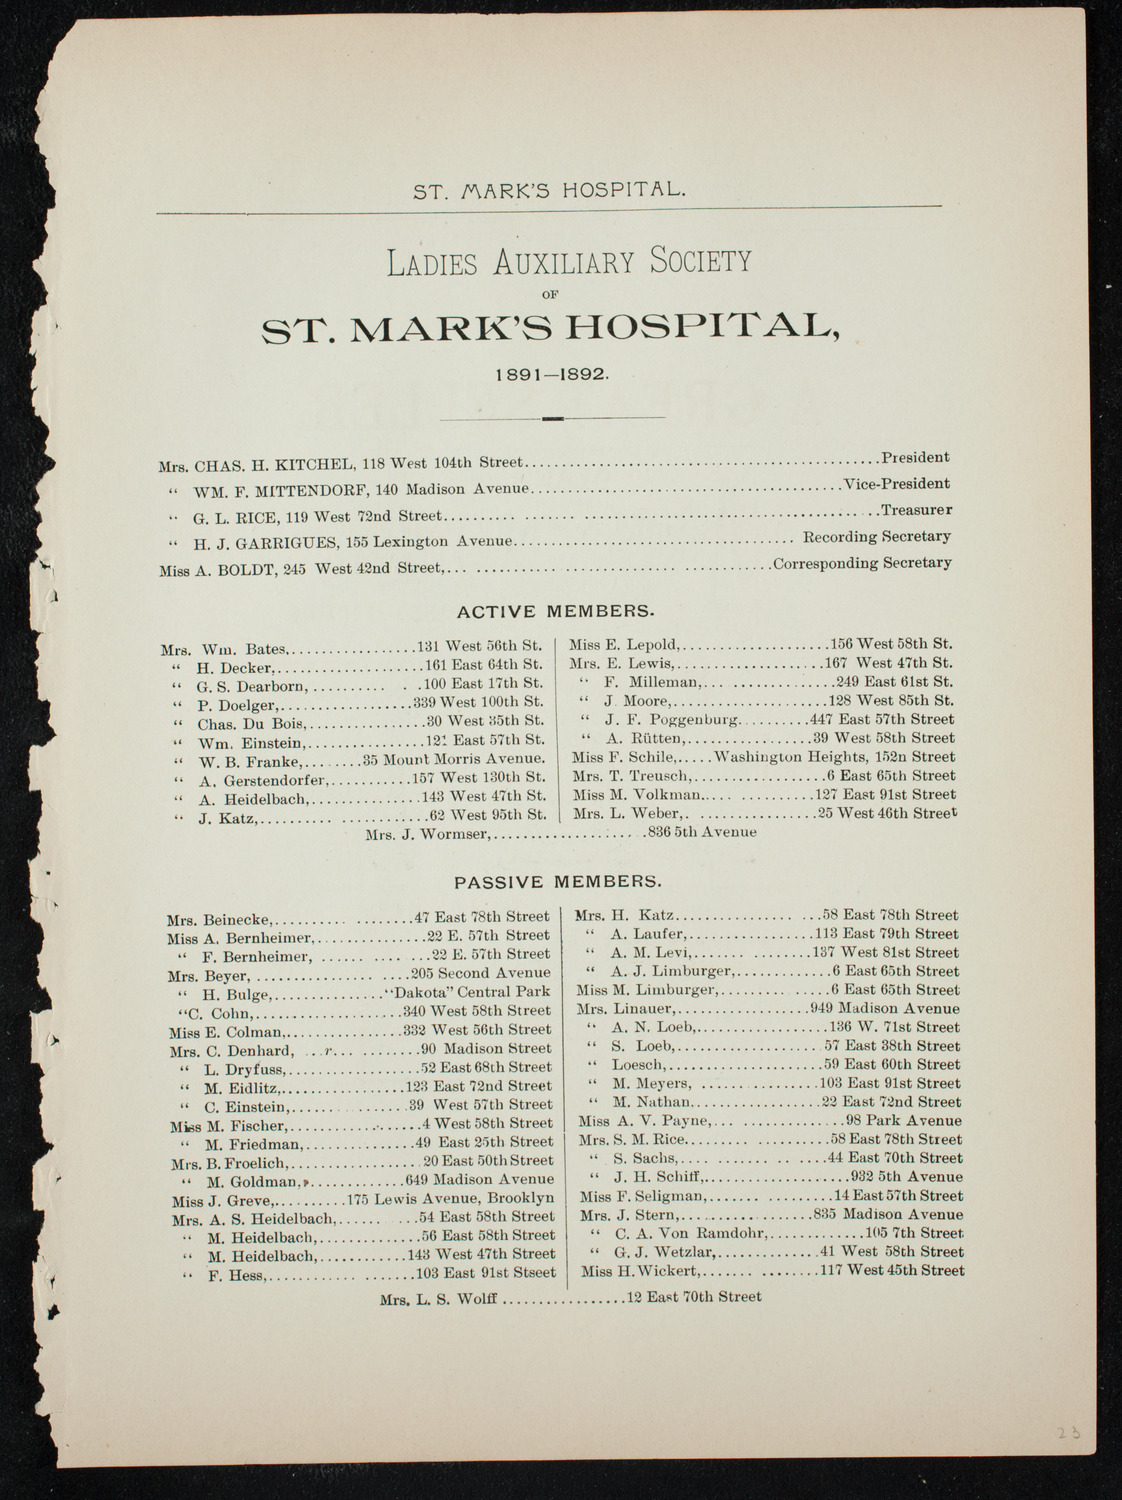 ST. MARK'S HOSPITAL.
LADIES AUXILIARY SOCIETY
OF
ST. MARK'S HOSPITAL,
1891—1892.
Mrs. CHAS. H. KITCHEL, 118 West 104th Street............President
“ WM. F. MITTENDORF, 140 Madison Avenue............Vice-President
“ G. L. RICE, 119 West 72nd Street............Treasurer
“ H. J. GARRIGUES, 155 Lexington Avenue............Recording Secretary
Miss A. BOLDT, 245 West 42nd Street,............Corresponding Secretary
ACTIVE MEMBERS.
Mrs. Wm. Bates,............131 West 56th St.
“ H. Decker,............161 East 64th St.
“ G. S. Dearborn,............100 East 17th St.
“ P. Doelger,............339 West 100th St.
“ Chas. Du Bois,............30 West 35th St.
“ Wm. Einstein,............121 East 57th St.
“ W. B. Franke,........35 Mount Morris Avenue.
“ A. Gerstendorfer,............157 West 130th St.
“ A. Heidelbach,............143 West 47th St.
“ J. Katz,............62 West 95th St.
Miss E. Lepold,............156 West 58th St.
Mrs. E. Lewis,............167 West 47th St.
“ F. Milleman,............249 East 61st St.
“ J. Moore,............128 West 85th St.
“ J. F. Poggenburg.........447 East 57th Street
“ A. Rütten,............39 West 58th Street
Miss F. Schile,.....Washington Heights, 152n Street
Mrs. T. Treusch,............6 East 65th Street
Miss M. Volkman............127 East 91st Street
Mrs. L. Weber,............25 West 46th Street
Mrs. J. Wormser,............836 5th Avenue
PASSIVE MEMBERS.
Mrs. Beinecke,............47 East 78th Street
Miss A. Bernheimer,............22 E. 57th Street
“ F. Bernheimer,............22 E. 57th Street
Mrs. Beyer,............205 Second Avenue
“ H. Bulge,............“Dakota” Central Park
“C. Cohn,............340 West 58th Street
Miss E. Colman,............332 West 56th Street
Mrs. C. Denhard, ...r............90 Madison Street
“ L. Dryfuss,............52 East 68th Street
“ M. Eidlitz,............123 East 72nd Street
“ C. Einstein,............39 West 57th Street
Miss M. Fischer,............4 West 58th Street
“ M. Friedman,............49 East 25th Street
Mrs. B. Froelich,............20 East 50th Street
“ M. Goldman,............649 Madison Avenue
Miss J. Greve,..........175 Lewis Avenue, Brooklyn
Mrs. A. S. Heidelbach,............54 East 58th Street
“ M. Heidelbach,............56 East 58th Street
“ M. Heidelbach,............143 West 47th Street
“ F. Hess,............103 East 91st Stseet
Mrs. H. Katz............58 East 78th Street
“ A. Laufer,............113 East 79th Street
“ A. M. Levi,............137 West 81st Street
“ A. J. Limburger,............6 East 65th Street
Miss M. Limburger,............6 East 65th Street
Mrs. Linauer,............949 Madison Avenue
“ A. N. Loeb,............136 W. 71st Street
“ S. Loeb,............57 East 38th Street
“ Loesch,............59 East 60th Street
“ M. Meyers,............103 East 91st Street
“ M. Nathan............22 East 72nd Street
Miss A. V. Payne,............98 Park Avenue
Mrs. S. M. Rice............58 East 78th Street
“ S. Sachs,............44 East 70th Street
“ J. H. Schiff,............932 5th Avenue
Miss F. Seligman,............14 East 57th Street
Mrs. J. Stern,............835 Madison Avenue
“ C. A. Von Ramdohr,............105 7th Street
“ G. J. Wetzlar,............41 West 58th Street
Miss H. Wickert,............117 West 45th Street
Mrs. L. S. Wolff............12 East 70th Street
23